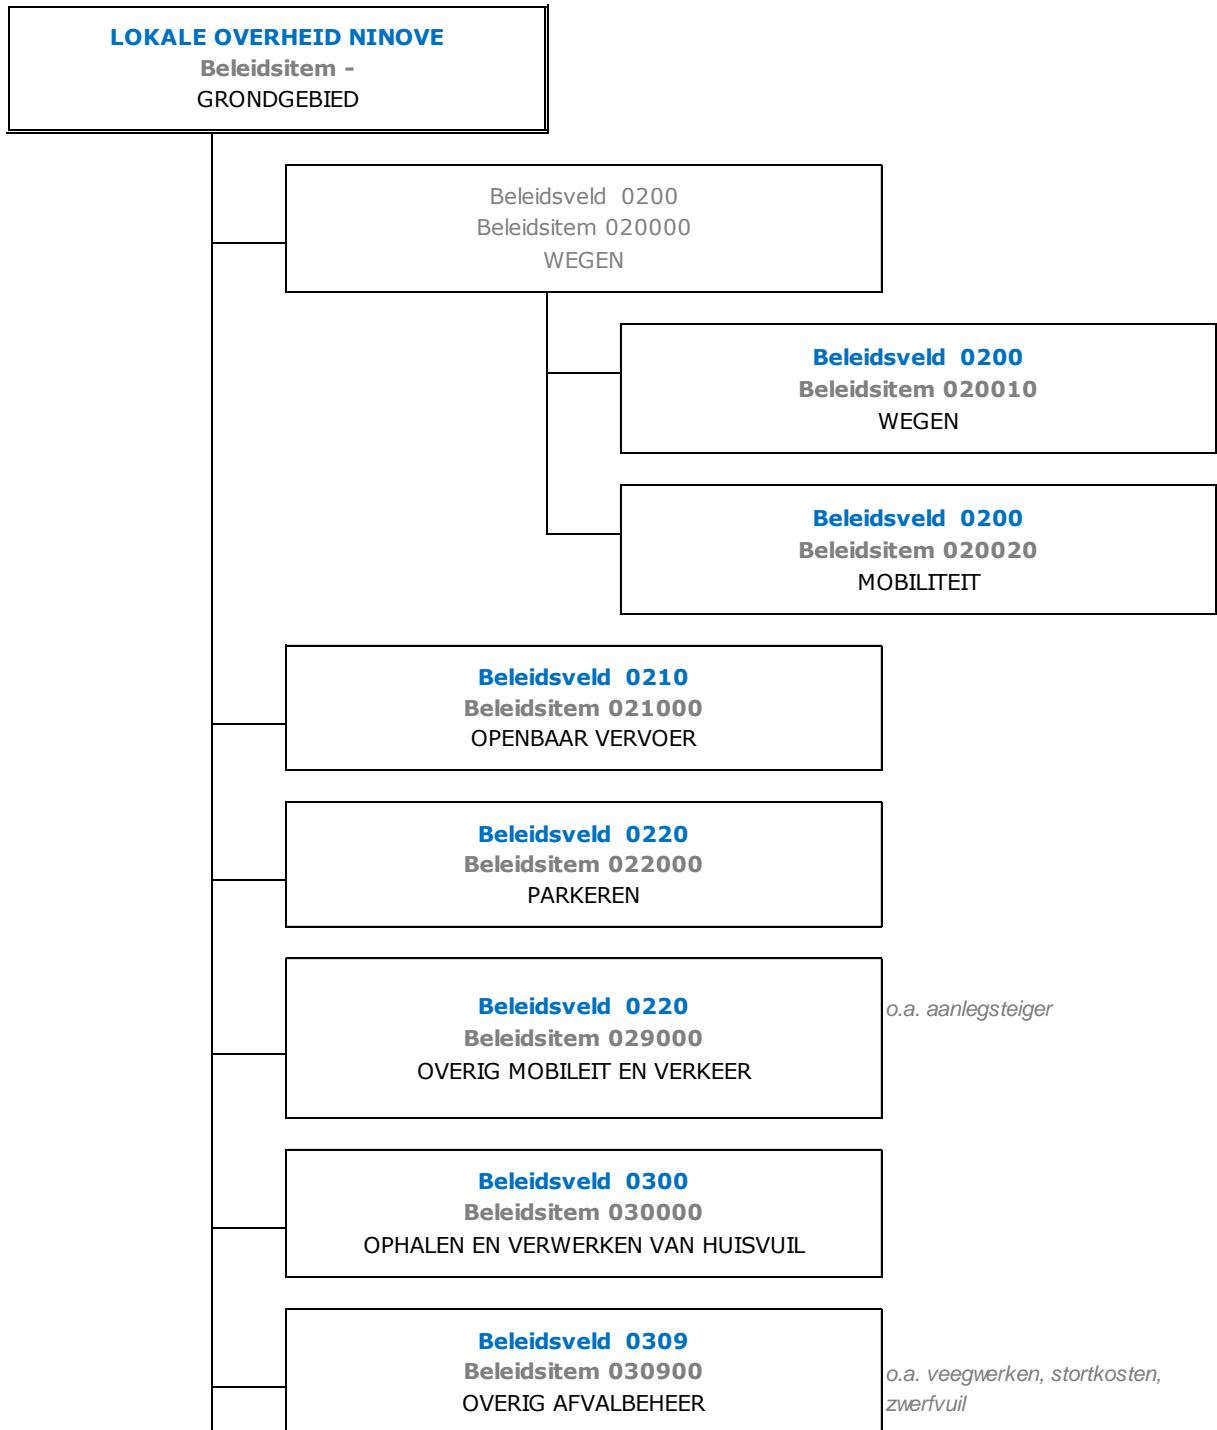 LOKALE OVERHEID NINOVE
Beleidsitem -
GRONDGEBIED
Beleidsveld 0200
Beleidsitem 020000
WEGEN
Beleidsveld 0200
Beleidsitem 020010
WEGEN
Beleidsveld 0200
Beleidsitem 020020
MOBILITEIT
Beleidsveld 0210
Beleidsitem 021000
OPENBAAR VERVOER
Beleidsveld 0220
Beleidsitem 022000
PARKEREN
Beleidsveld 0220
Beleidsitem 029000
OVERIG MOBILEIT EN VERKEER
o.a. aanlegsteiger
Beleidsveld 0300
Beleidsitem 030000
OPHALEN EN VERWERKEN VAN HUISVUIL
Beleidsveld 0309
Beleidsitem 030900
OVERIG AFVALBEHEER
o.a. veegwerken, stortkosten,
zwerfvuil